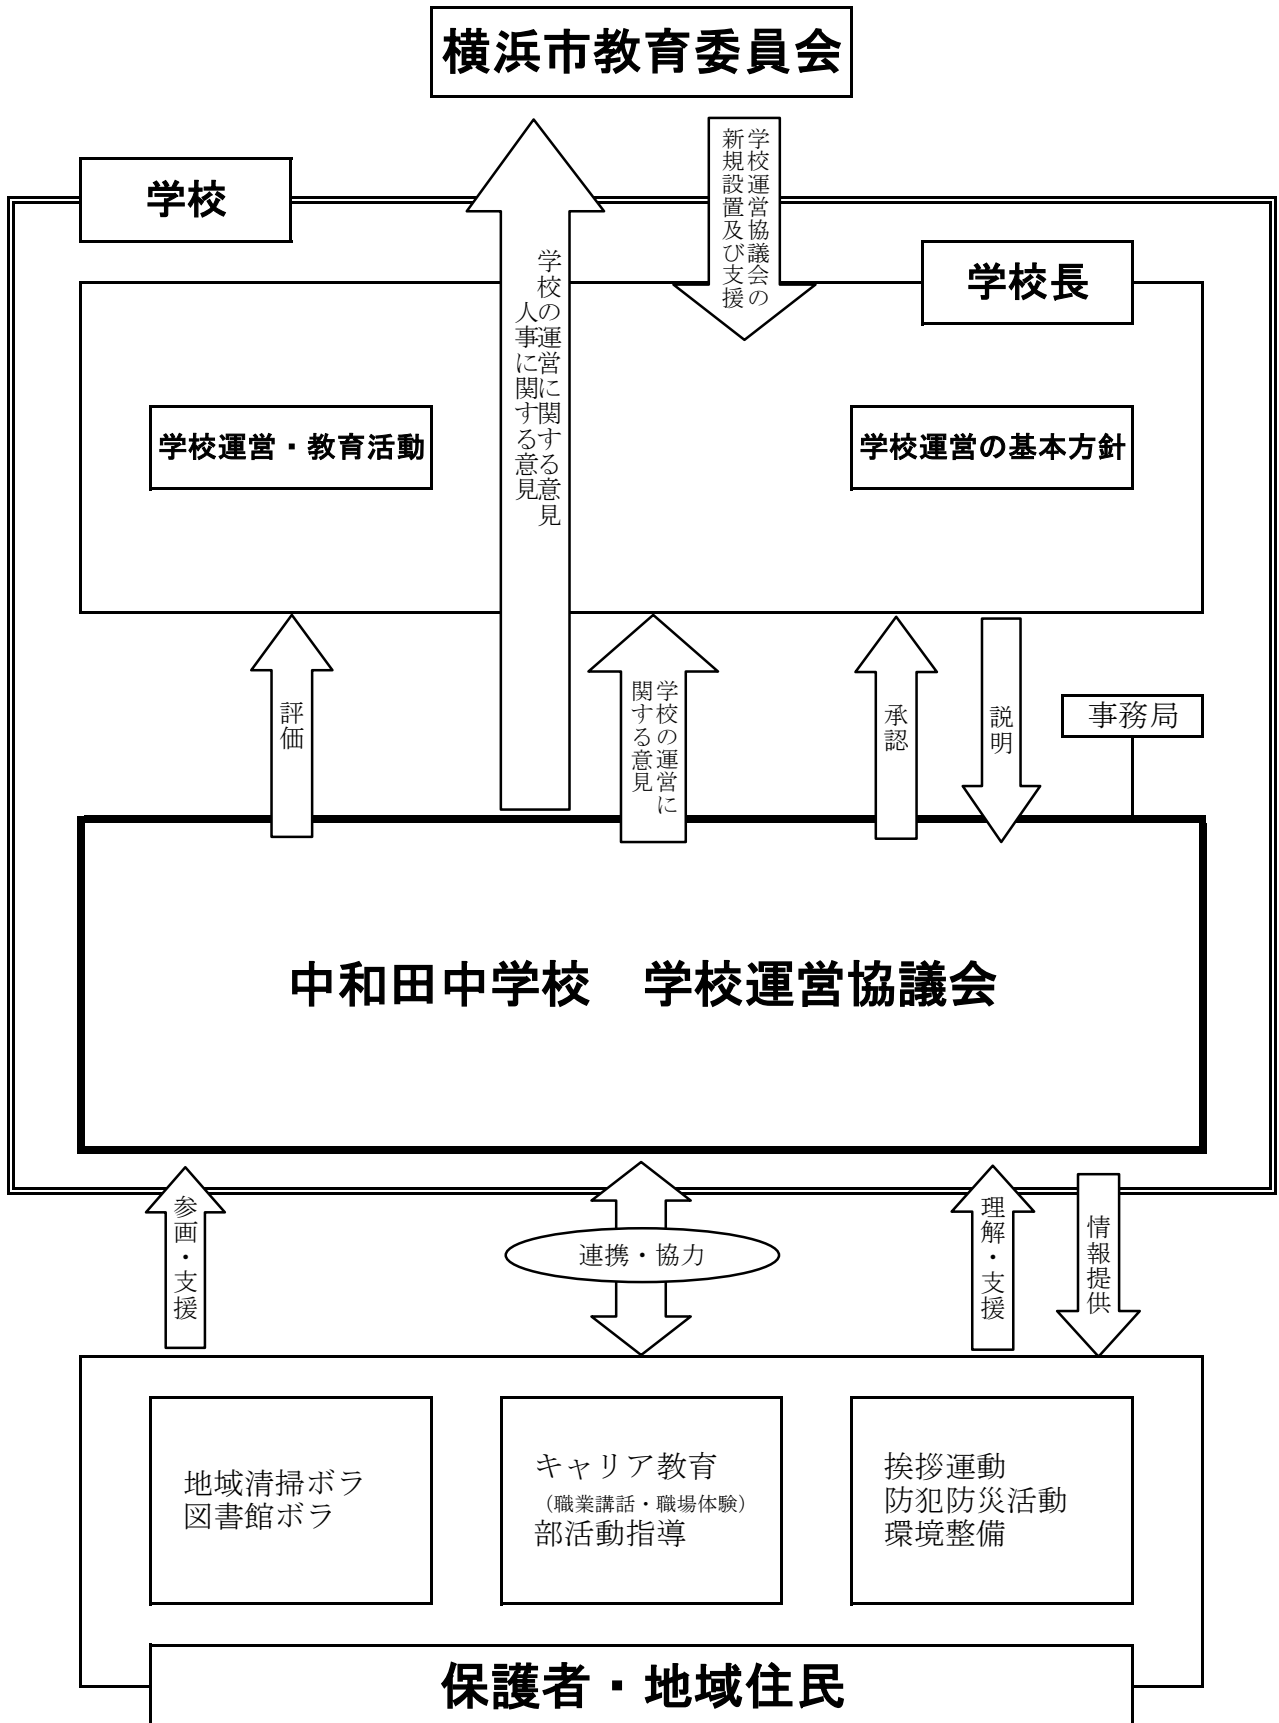 横浜市教育委員会
学校運営協議会の
新規設置及び支援
学校
学校長
学校の運営に関する意見
人事に関する意見
学校運営・教育活動
学校運営の基本方針
評価
学校の運営に
関する意見
承認
説明
事務局
中和田中学校　学校運営協議会
参画・支援
連携・協力
理解・支援
情報提供
地域清掃ボラ
図書館ボラ
キャリア教育
（職業講話・職場体験）
部活動指導
挨拶運動
防犯防災活動
環境整備
保護者・地域住民